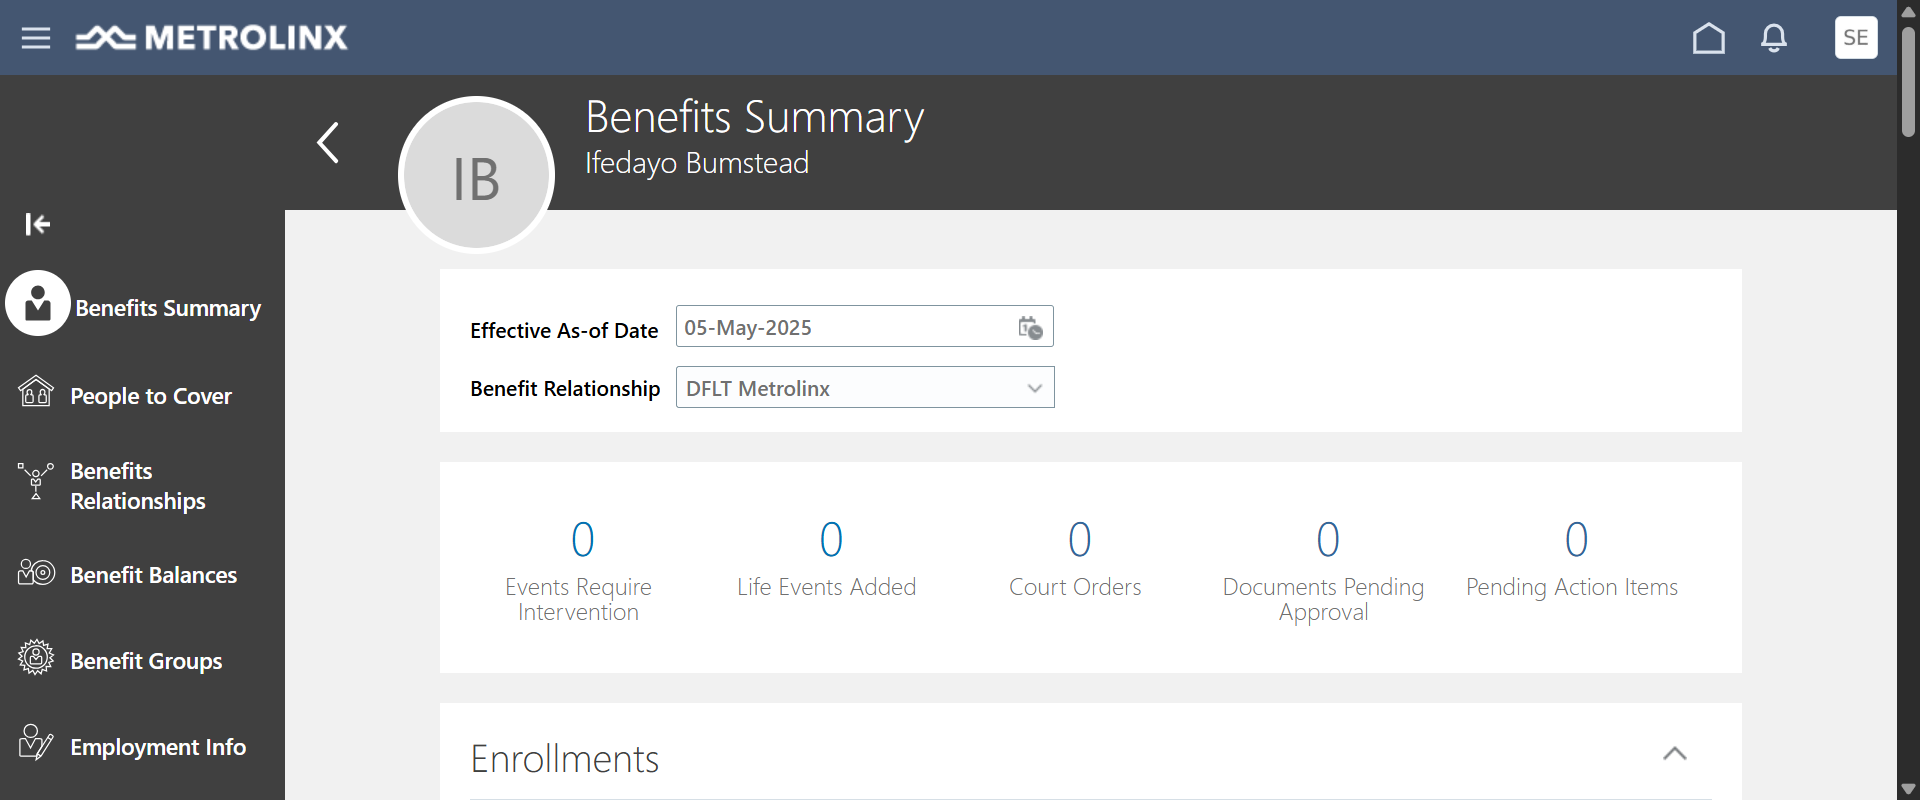 METROLINX
SE
Benefits Summary
Ifedayo Bumstead
IB
Benefits Summary
People to Cover
Benefits
Relationships
Benefit Balances
Benefit Groups
Employment Info
Effective As-of Date 05-May-2025
Benefit Relationship DFLT Metrolinx
0 0 0 0 0
Events Require Life Events Added Court Orders Documents Pending Pending Action Items
Intervention Approval
Enrollments